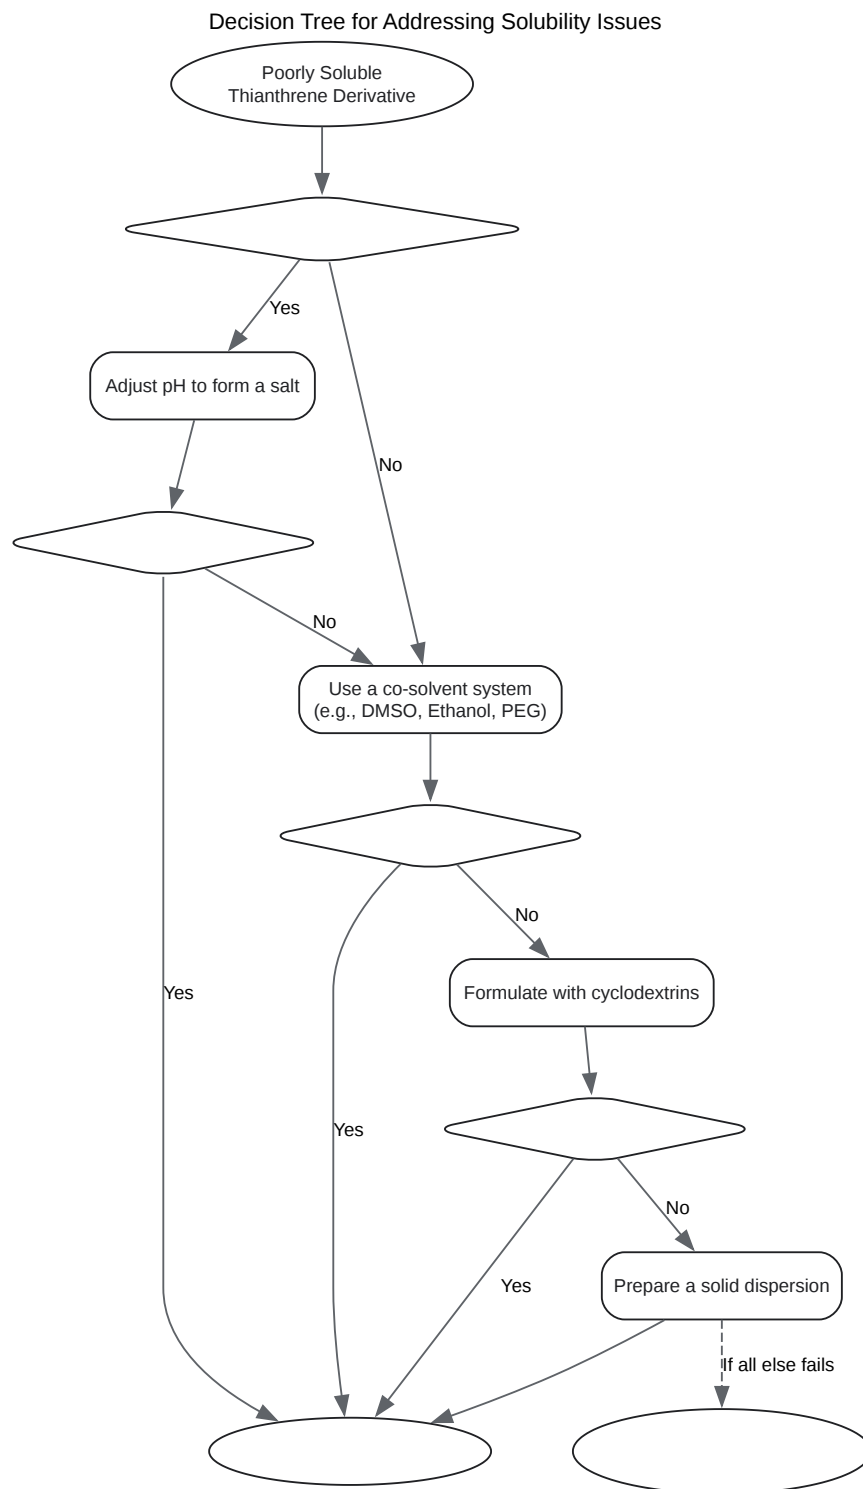 Decision Tree for Addressing Solubility Issues
Poorly Soluble
Thianthrene Derivative
Yes
Adjust pH to form a salt
No
No
Use a co-solvent system
(e.g., DMSO, Ethanol, PEG)
No
Formulate with cyclodextrins
Yes
Yes
No
Yes
Prepare a solid dispersion
If all else fails